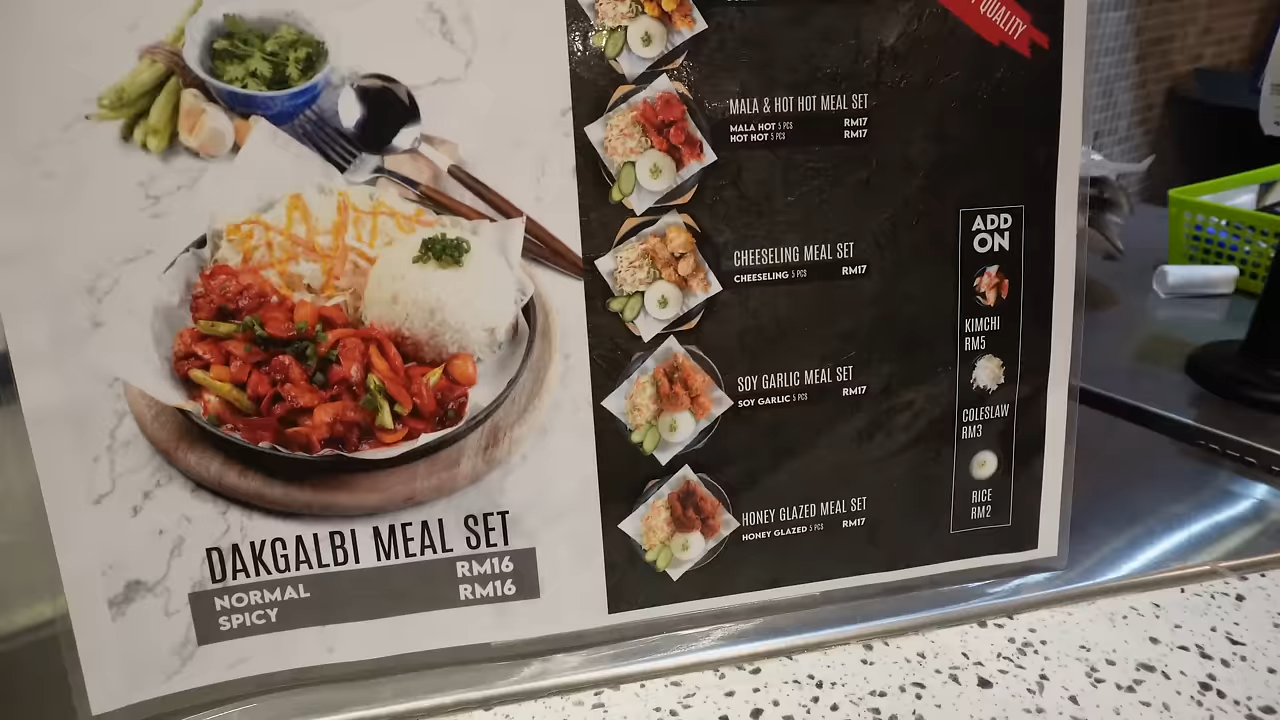 QUALITY
MALA & HOT HOT MEAL SET
MALA HOT 5 PCS RM17
HOT HOT 5 PCS RM17
CHEESELING MEAL SET
CHEESELING 5 PCS RM17
SOY GARLIC MEAL SET
SOY GARLIC 5 PCS RM17
HONEY GLAZED MEAL SET
HONEY GLAZED 5 PCS RM17
ADD
ON
KIMCHI
RM5
COLESLAW
RM3
RICE
RM2
DAKGALBI MEAL SET
NORMAL RM16
SPICY RM16